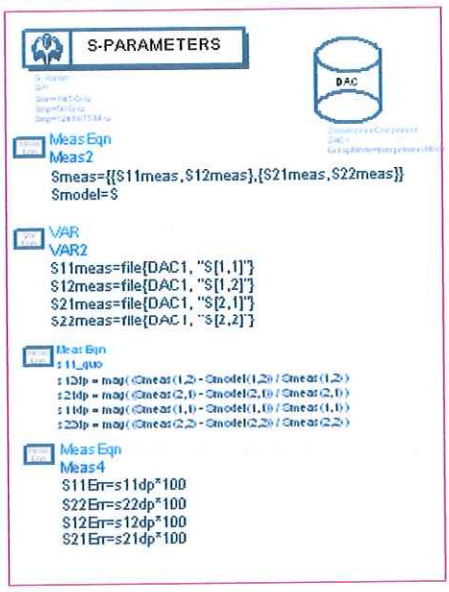 S-PARAMETERS
DAC
S_Param
SP1
DAC1
Meas Eqn
Meas2
Smeas={{S11meas,S12meas},{S21meas,S22meas}}
Smodel=S
VAR
VAR2
S11meas=file{DAC1, "S[1,1]"}
S12meas=file{DAC1, "S[1,2]"}
S21meas=file{DAC1, "S[2,1]"}
S22meas=file{DAC1, "S[2,2]"}
Meas Eqn
s11_quo
s12dp = mag( (Smeas(1,2) - Smodel(1,2)) / Smeas(1,2) )
s21dp = mag( (Smeas(2,1) - Smodel(2,1)) / Smeas(2,1) )
s11dp = mag( (Smeas(1,1) - Smodel(1,1)) / Smeas(1,1) )
s22dp = mag( (Smeas(2,2) - Smodel(2,2)) / Smeas(2,2) )
Meas Eqn
Meas4
S11Err=s11dp*100
S22Err=s22dp*100
S12Err=s12dp*100
S21Err=s21dp*100